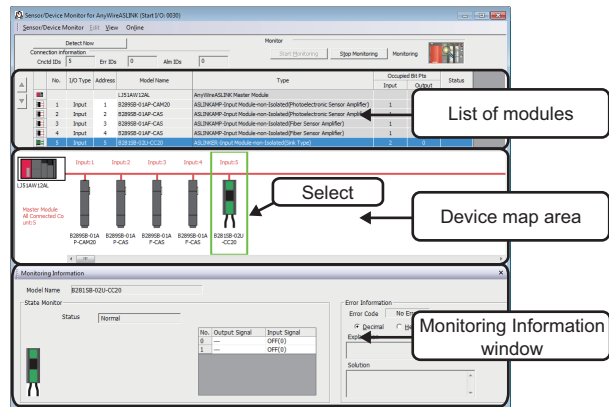 Sensor/Device Monitor for AnyWireASLINK (Start I/O: 0030)
Sensor/Device Monitor Edit View Online
Detect Now
Connection information
Cnctd IDs 5 Err IDs 0 Alm IDs 0
Monitor
Start Monitoring Stop Monitoring Monitoring
No. I/O Type Address Model Name Type Occupied Bit Pts Status
Input Output
LJ51AW12AL AnyWireASLINK Master Module
1 Input 1 B289SB-01AP-CAM20 ASLINKAMP-Input Module-non-Isolated(Photoelectric Sensor Amplifier) 1
2 Input 2 B289SB-01AP-CAS ASLINKAMP-Input Module-non-Isolated(Photoelectric Sensor Amplifier) 1
3 Input 3 B289SB-01AF-CAS ASLINKAMP-Input Module-non-Isolated(Fiber Sensor Amplifier) 1
4 Input 4 B289SB-01AF-CAS ASLINKAMP-Input Module-non-Isolated(Fiber Sensor Amplifier) 1
5 Input 5 B281SB-02U-CC20 ASLINKER-Input Module-non-Isolated(Sink Type) 2 0
List of modules
Input:1 Input:2 Input:3 Input:4 Input:5
LJ51AW12AL
Master Module
All Connected Co
unt:5
B289SB-01A
P-CAM20
B289SB-01A
P-CAS
B289SB-01A
F-CAS
B289SB-01A
F-CAS
B281SB-02U
-CC20
Select
Device map area
Monitoring Information
Model Name B281SB-02U-CC20
State Monitor
Status Normal
No. Output Signal Input Signal
0 — OFF(0)
1 — OFF(0)
Error Information
Error Code
Decimal
Solution
Monitoring Information
window